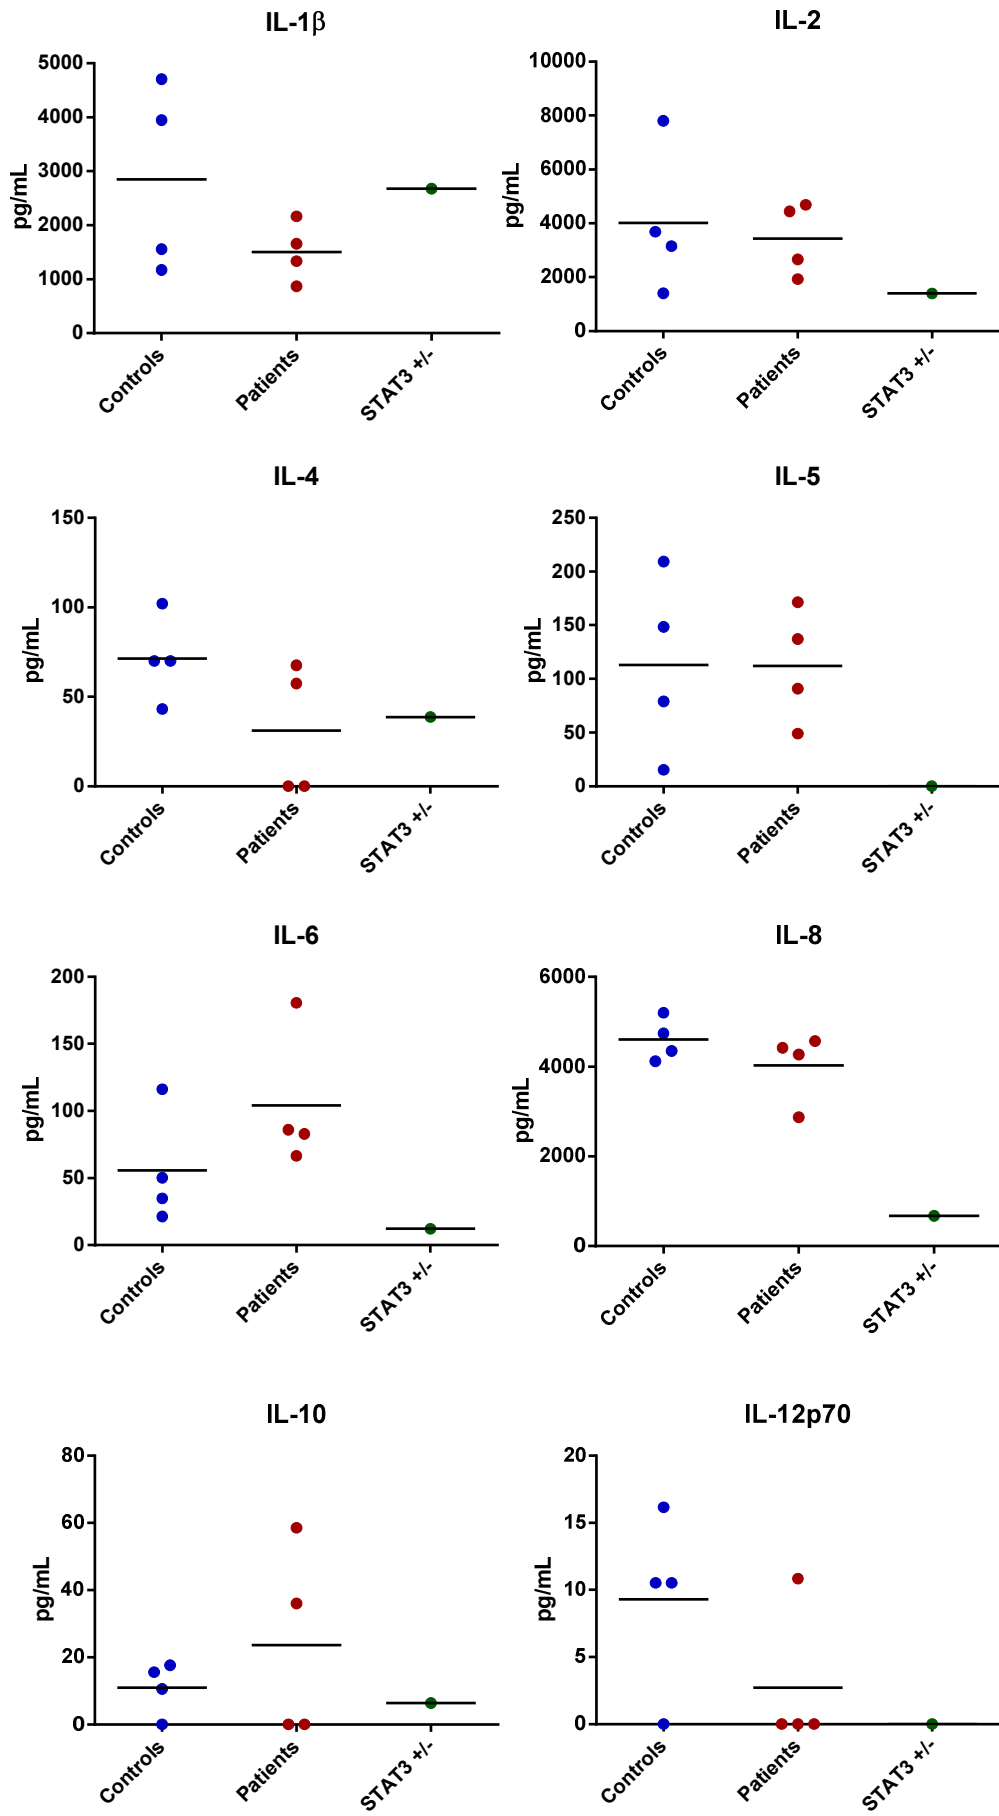 IL-1β
pg/mL
5000
4000
3000
2000
1000
0
Controls
Patients
STAT3 +/-
IL-2
pg/mL
10000
8000
6000
4000
2000
0
Controls
Patients
STAT3 +/-
IL-4
pg/mL
150
100
50
0
Controls
Patients
STAT3 +/-
IL-5
pg/mL
250
200
150
100
50
0
Controls
Patients
STAT3 +/-
IL-6
pg/mL
200
150
100
50
0
Controls
Patients
STAT3 +/-
IL-8
pg/mL
6000
4000
2000
0
Controls
Patients
STAT3 +/-
IL-10
pg/mL
80
60
40
20
0
Controls
Patients
STAT3 +/-
IL-12p70
pg/mL
20
15
10
5
0
Controls
Patients
STAT3 +/-